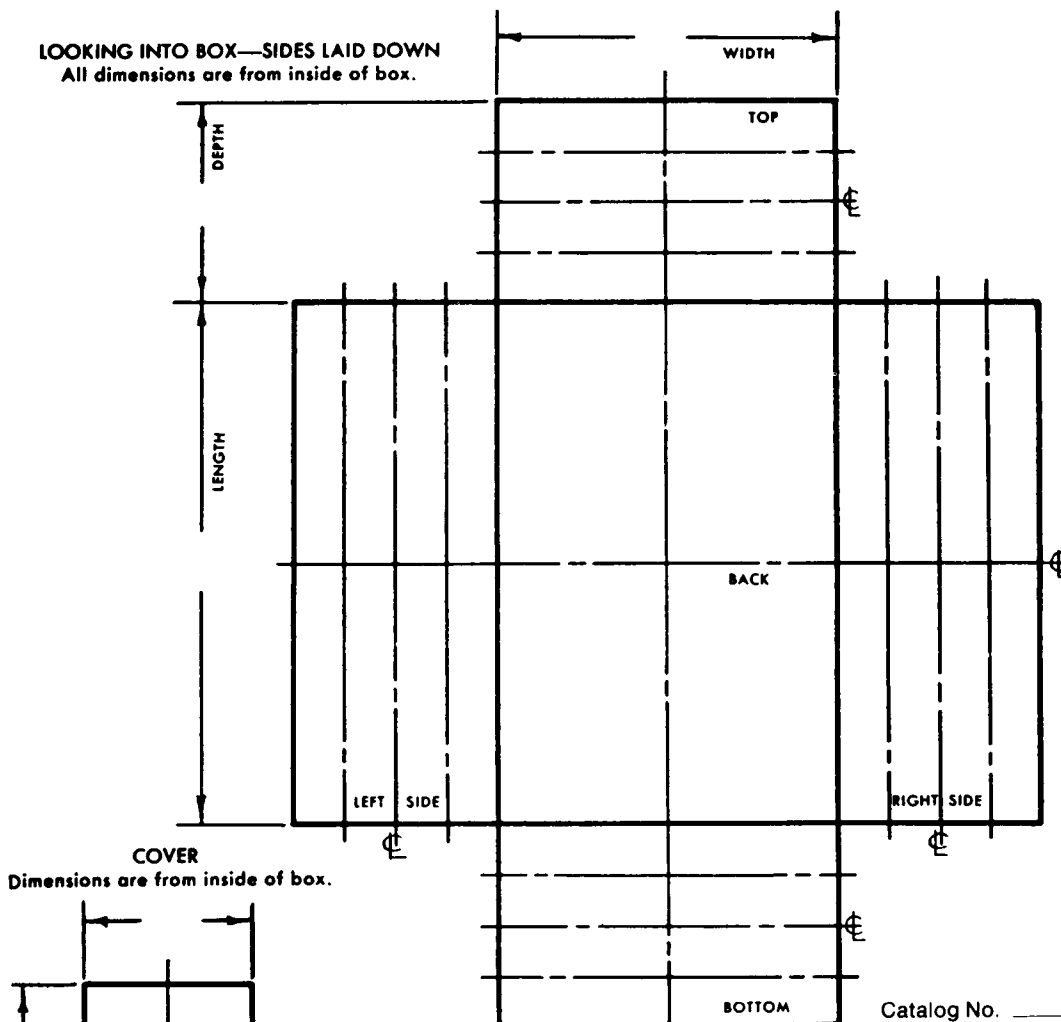 LOOKING INTO BOX—SIDES LAID DOWN
All dimensions are from inside of box.
WIDTH
TOP
DEPTH
℄
LENGTH
BACK
℄
LEFT SIDE
RIGHT SIDE
℄
℄
COVER
Dimensions are from inside of box.
℄
BOTTOM
Catalog No. ____